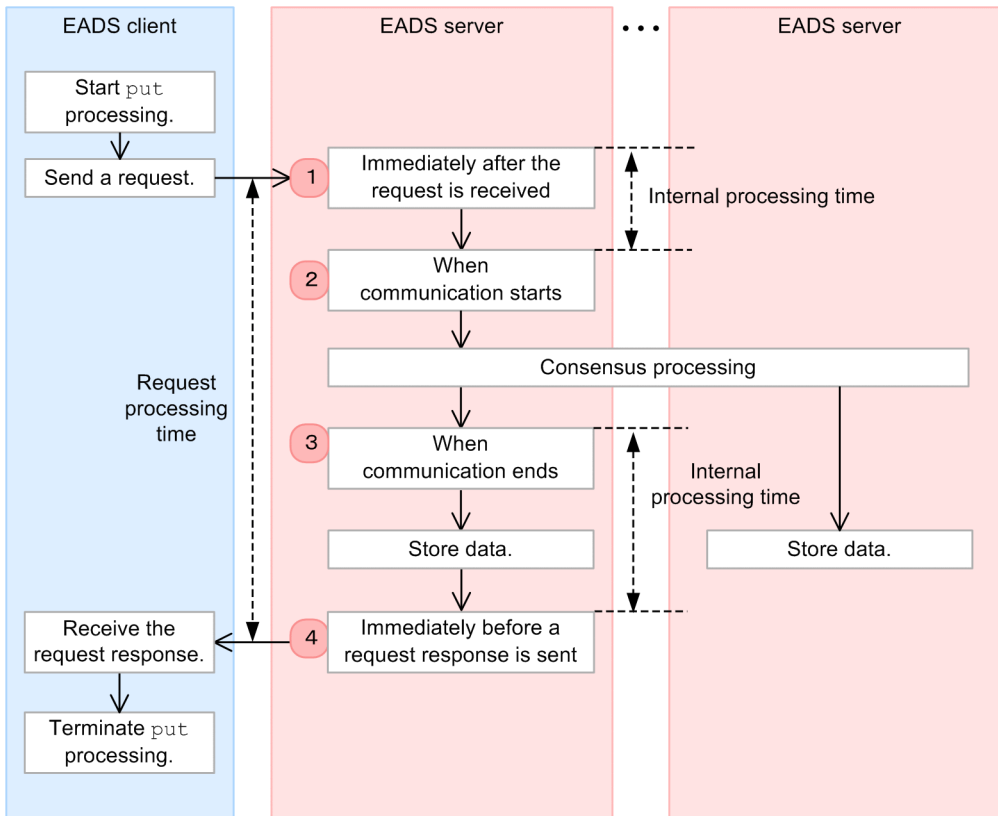 EADS client
EADS server
• • •
EADS server
Start put
processing.
Send a request.
1
Immediately after the
request is received
Internal processing time
2
When
communication starts
Consensus processing
Request
processing
time
3
When
communication ends
Internal
processing time
Store data.
Store data.
Receive the
request response.
4
Immediately before a
request response is sent
Terminate put
processing.